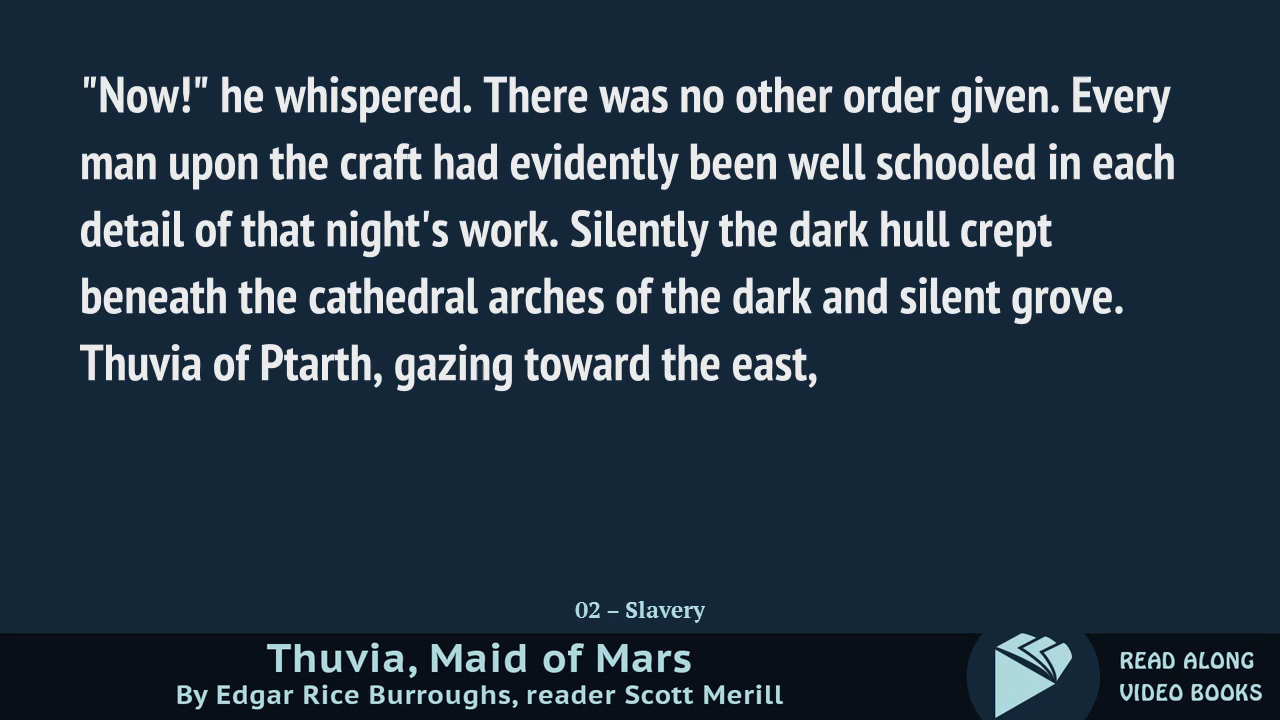 "Now!" he whispered. There was no other order given. Every
man upon the craft had evidently been well schooled in each
detail of that night's work. Silently the dark hull crept
beneath the cathedral arches of the dark and silent grove.
Thuvia of Ptarth, gazing toward the east,
02 – Slavery
Thuvia, Maid of Mars
By Edgar Rice Burroughs, reader Scott Merill
READ ALONG
VIDEO BOOKS